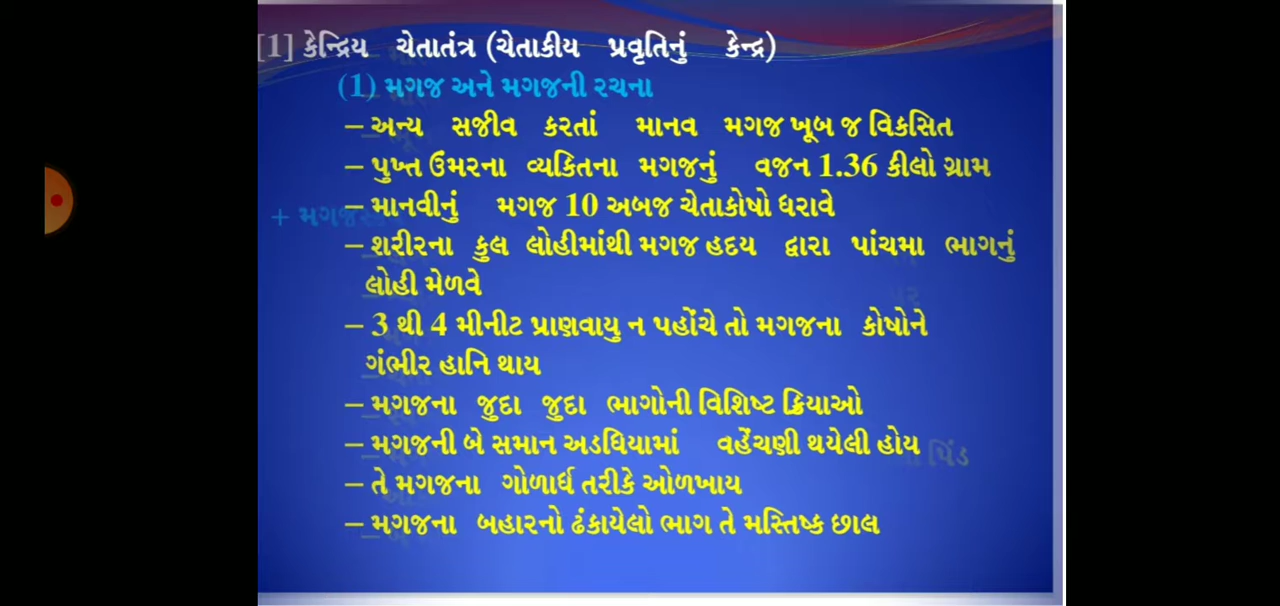 [1] કેન્દ્રિય ચેતાતંત્ર (ચેતાકીય પ્રવૃતિનું કેન્દ્ર)
(1) મગજ અને મગજની રચના
– અન્ય સજીવ કરતાં માનવ મગજ ખૂબ જ વિકસિત
– પુખ્ત ઉંમરના વ્યકિતના મગજનું વજન 1.36 કીલો ગ્રામ
– માનવીનું મગજ 10 અબજ ચેતાકોષો ધરાવે
+ મગજ
– શરીરના કુલ લોહીમાંથી મગજ હદય દ્વારા પાંચમા ભાગનું
લોહી મેળવે
– 3 થી 4 મીનીટ પ્રાણવાયુ ન પહોંચે તો મગજના કોષોને
ગંભીર હાનિ થાય
– મગજના જુદા જુદા ભાગોની વિશિષ્ટ ક્રિયાઓ
– મગજની બે સમાન અડધિયામાં વહેંચણી થયેલી હોય
પિંડ
– તે મગજના ગોળાર્ધ તરીકે ઓળખાય
– મગજના બહારનો ઢંકાયેલો ભાગ તે મસ્તિષ્ક છાલ